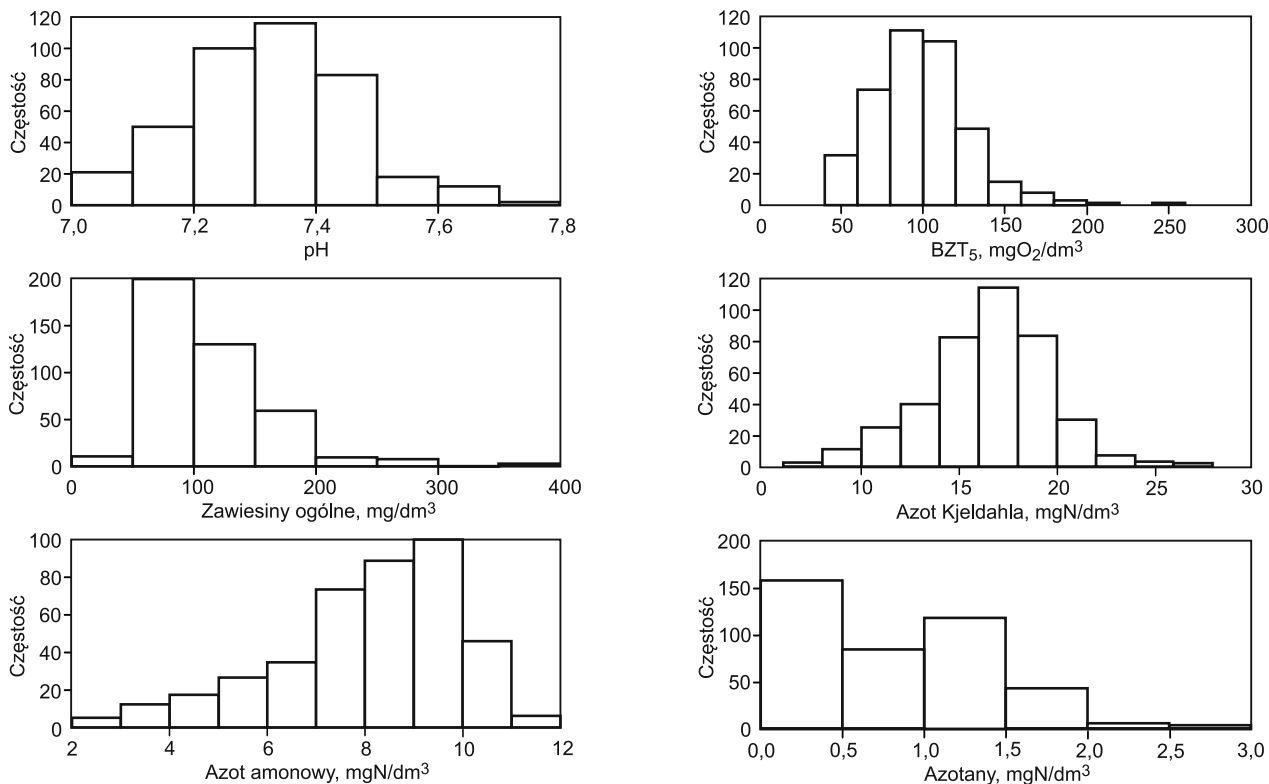 120
100
80
60
40
20
0
Częstość
7,0 7,2 7,4 7,6 7,8
pH
120
100
80
60
40
20
0
Częstość
0 50 100 150 200 250 300
BZT5, mgO2/dm3
200
150
100
50
0
Częstość
0 100 200 300 400
Zawiesiny ogólne, mg/dm3
120
100
80
60
40
20
0
Częstość
0 10 15 20 25 30
Azot Kjeldahla, mgN/dm3
100
80
60
40
20
0
Częstość
2 4 6 8 10 12
Azot amonowy, mgN/dm3
200
150
100
50
0
Częstość
0,0 0,5 1,0 1,5 2,0 2,5 3,0
Azotany, mgN/dm3